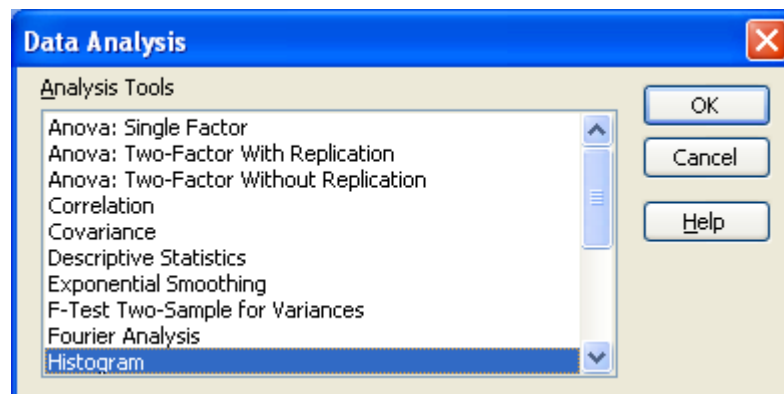 Data Analysis
Analysis Tools
Anova: Single Factor
Anova: Two-Factor With Replication
Anova: Two-Factor Without Replication
Correlation
Covariance
Descriptive Statistics
Exponential Smoothing
F-Test Two-Sample for Variances
Fourier Analysis
Histogram
OK
Cancel
Help